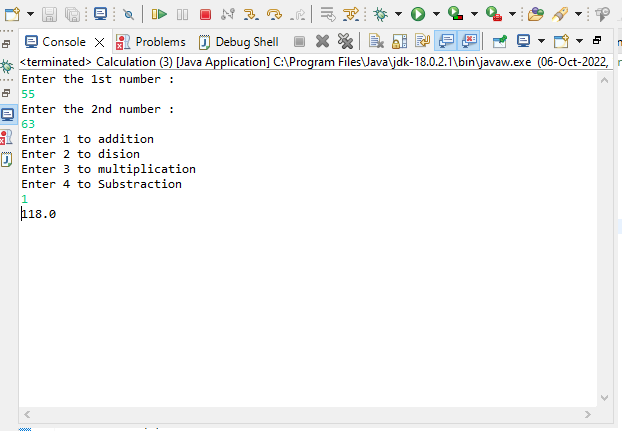 Console Problems Debug Shell
<terminated> Calculation (3) [Java Application] C:\Program Files\Java\jdk-18.0.2.1\bin\javaw.exe (06-Oct-2022,
Enter the 1st number :
55
Enter the 2nd number :
63
Enter 1 to addition
Enter 2 to dision
Enter 3 to multiplication
Enter 4 to Substraction
1
118.0